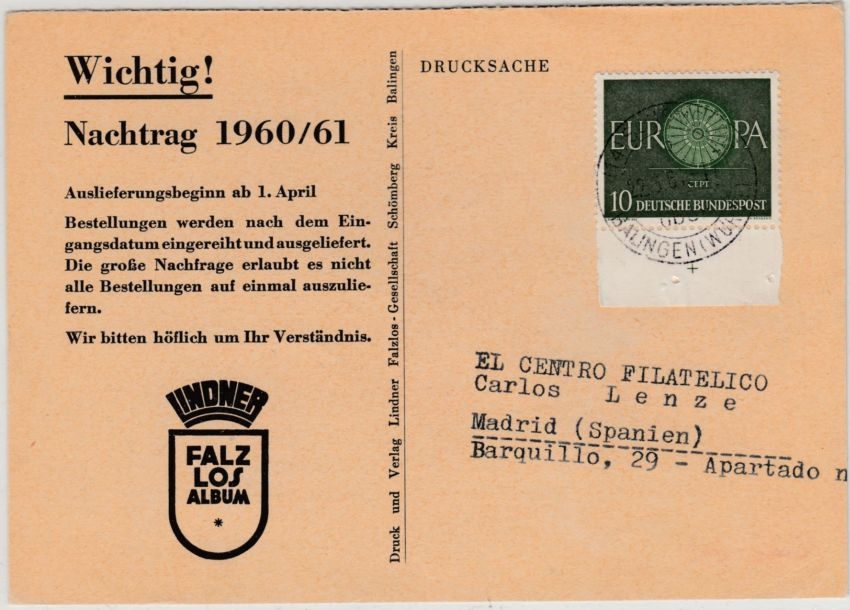 Wichtig!
Nachtrag 1960/61
Auslieferungsbeginn ab 1. April
Bestellungen werden nach dem Ein-
gangsdatum eingereiht und ausgeliefert.
Die große Nachfrage erlaubt es nicht
alle Bestellungen auf einmal auszulie-
fern.
Wir bitten höflich um Ihr Verständnis.
LINDNER
FALZ
LOS
ALBUM
*
Druck und Verlag Lindner Falzlos-Gesellschaft Schömberg Kreis Balingen
DRUCKSACHE
EUROPA
CEPT
10 DEUTSCHE BUNDESPOST
BALINGEN (WÜR
EL CENTRO FILATELICO
Carlos Lenze
Madrid (Spanien)
Barquillo, 29 - Apartado n